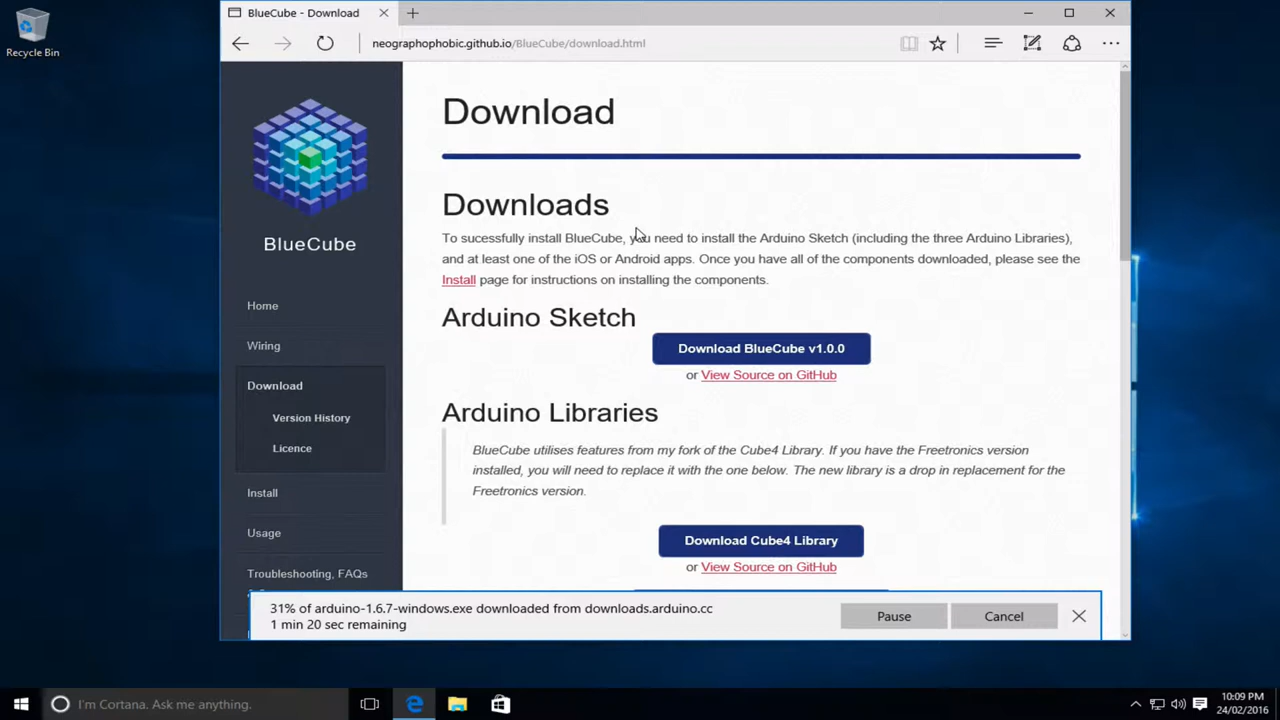 Recycle Bin
BlueCube - Download
neographophobic.github.io/BlueCube/download.html
BlueCube
Home
Wiring
Download
Version History
Licence
Install
Usage
Troubleshooting, FAQs
Download
Downloads
To sucessfully install BlueCube, you need to install the Arduino Sketch (including the three Arduino Libraries),
and at least one of the iOS or Android apps. Once you have all of the components downloaded, please see the
Install page for instructions on installing the components.
Arduino Sketch
Download BlueCube v1.0.0
or View Source on GitHub
Arduino Libraries
BlueCube utilises features from my fork of the Cube4 Library. If you have the Freetronics version
installed, you will need to replace it with the one below. The new library is a drop in replacement for the
Freetronics version.
Download Cube4 Library
or View Source on GitHub
31% of arduino-1.6.7-windows.exe downloaded from downloads.arduino.cc
1 min 20 sec remaining
Pause
Cancel
I'm Cortana. Ask me anything.
10:09 PM
24/02/2016